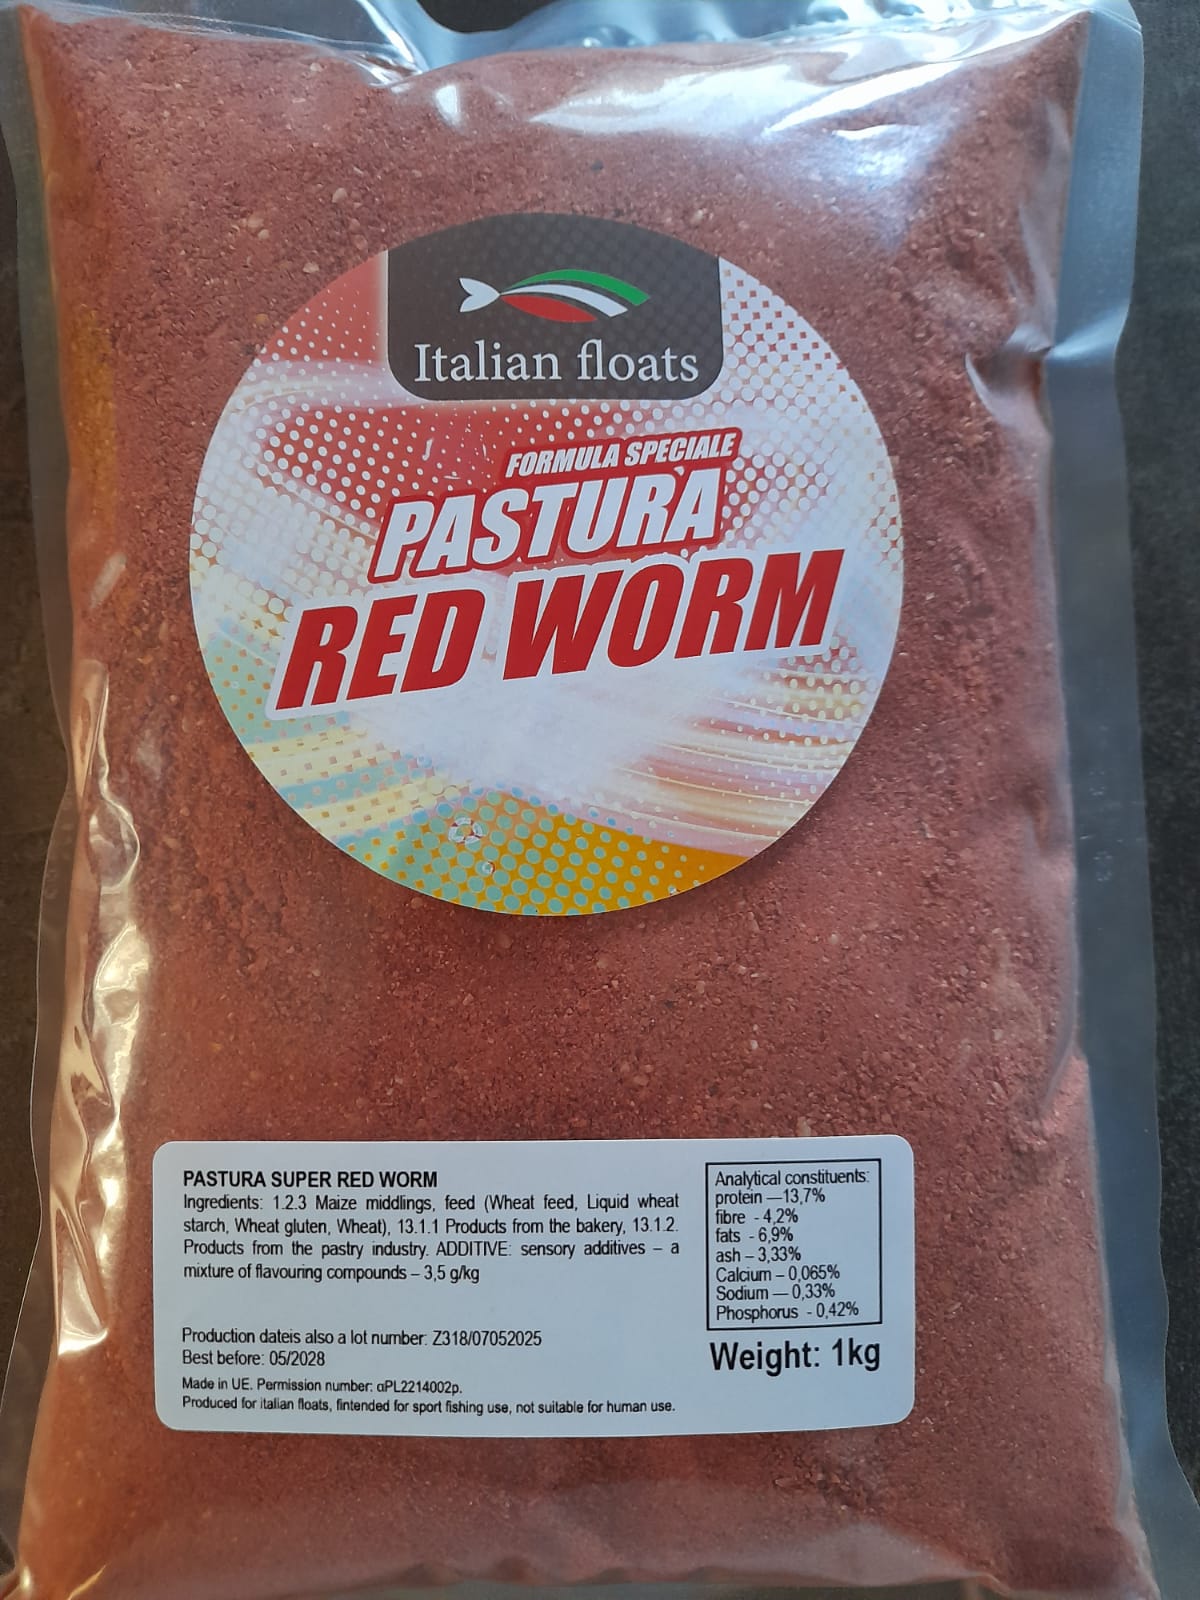 Italian floats
FORMULA SPECIALE
PASTURA
RED WORM
PASTURA SUPER RED WORM
Ingredients: 1.2.3 Maize middlings, feed (Wheat feed, Liquid wheat
starch, Wheat gluten, Wheat), 13.1.1 Products from the bakery, 13.1.2.
Products from the pastry industry. ADDITIVE: sensory additives – a
mixture of flavouring compounds – 3,5 g/kg
Production dateis also a lot number: Z318/07052025
Best before: 05/2028
Made in UE. Permission number: αPL2214002p.
Produced for italian floats, fintended for sport fishing use, not suitable for human use.
Analytical constituents:
protein —13,7%
fibre - 4,2%
fats - 6,9%
ash – 3,33%
Calcium – 0,065%
Sodium — 0,33%
Phosphorus - 0,42%
Weight: 1kg